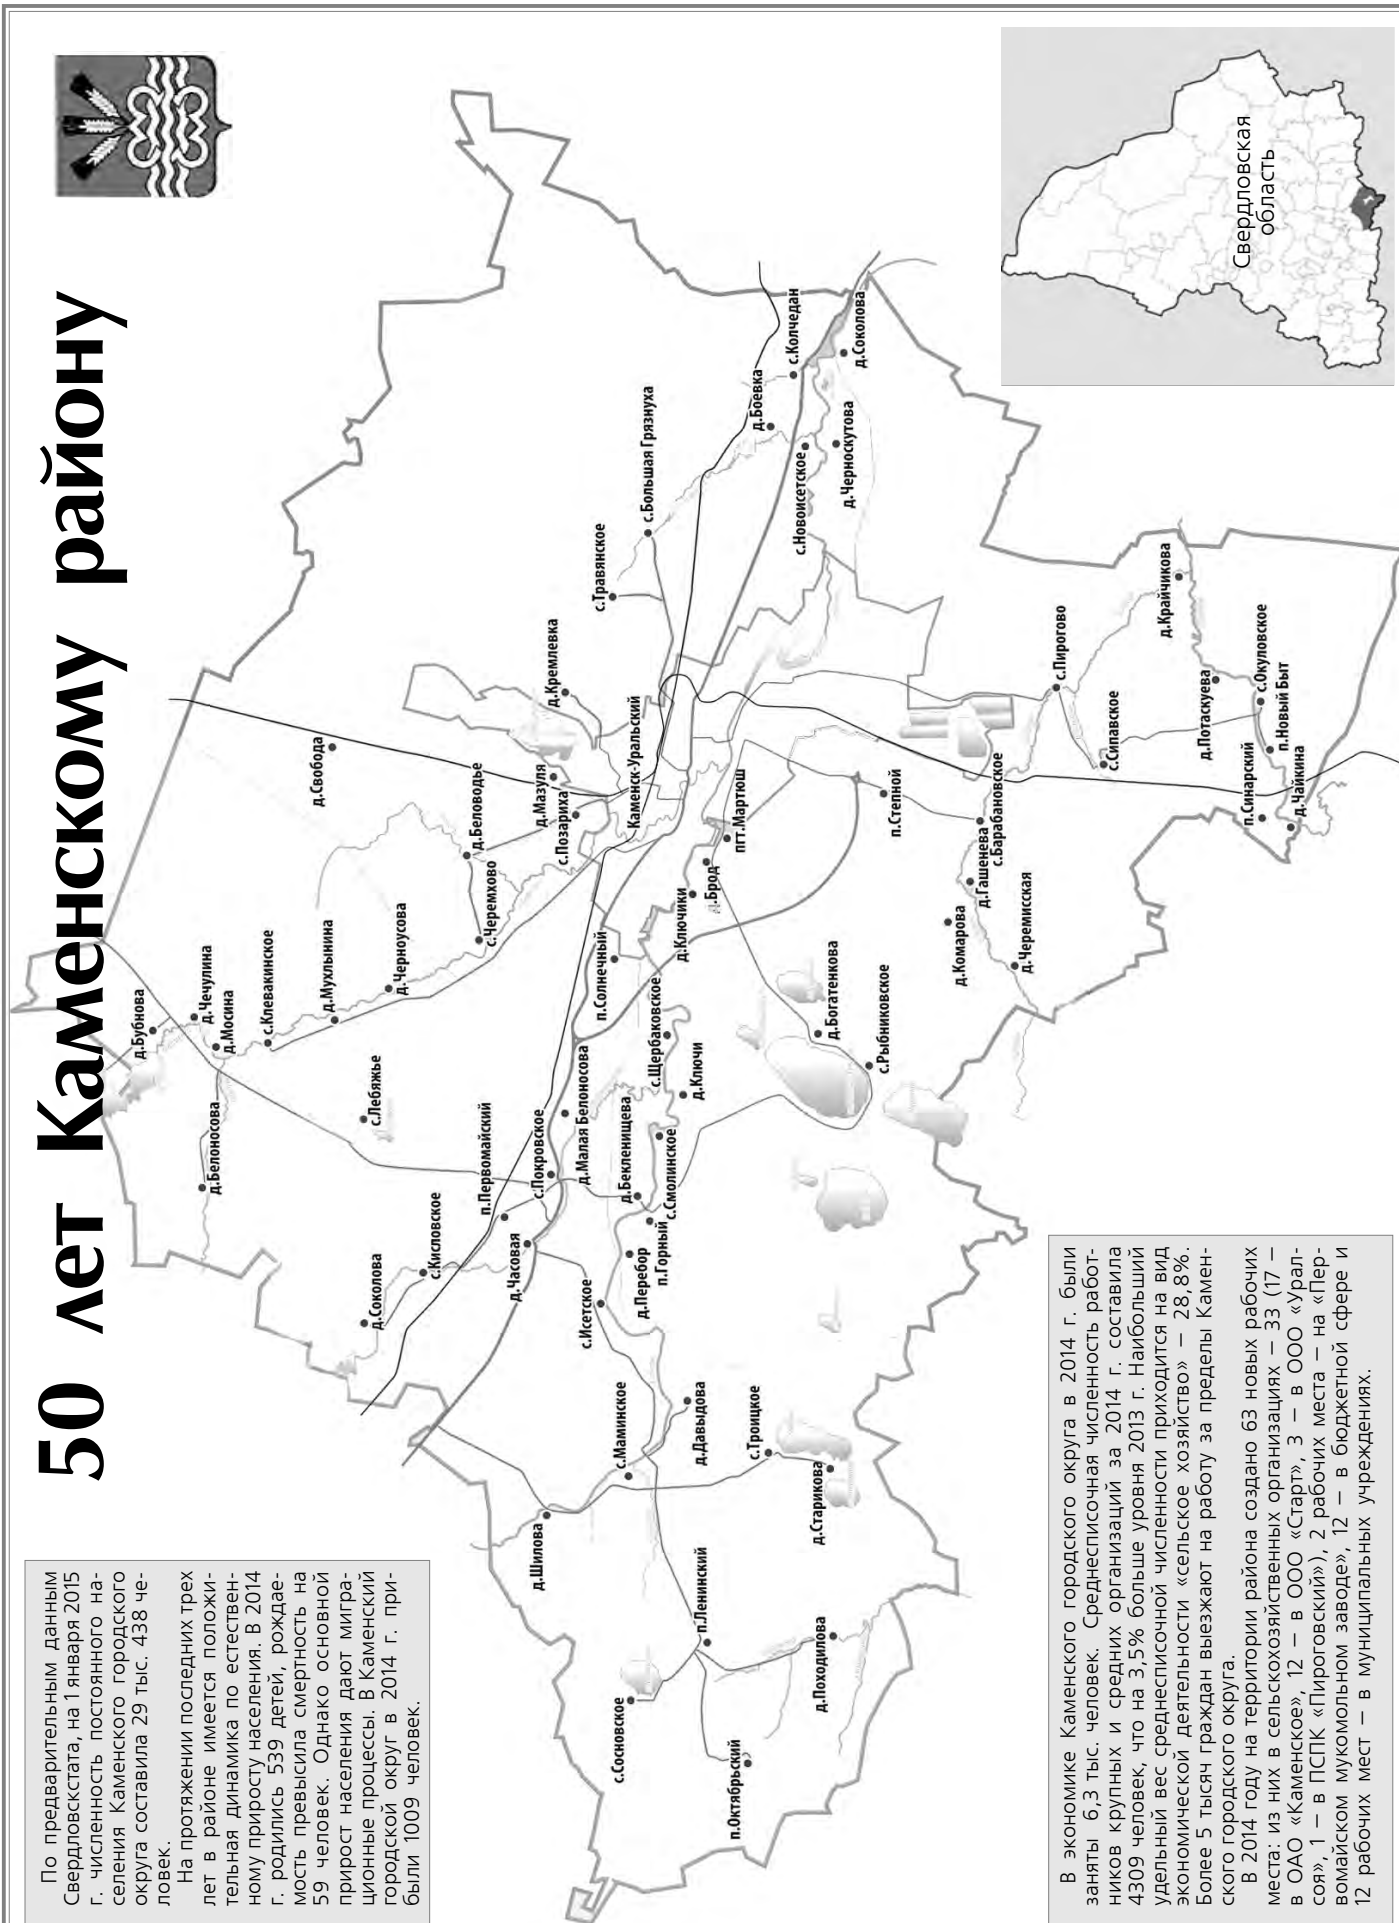 50 лет Каменскому району
По предварительным данным
Свердловскстата, на 1 января 2015
г. численность постоянного на-
селения Каменского городского
округа составила 29 тыс. 438 че-
ловек.
На протяжении последних трех
лет в районе имеется положи-
тельная динамика по естествен-
ному приросту населения. В 2014
г. родились 539 детей, рождае-
мость превысила смертность на
59 человек. Однако основной
прирост населения дают мигра-
ционные процессы. В Каменский
городской округ в 2014 г. при-
были 1009 человек.
д.Бубнова
д.Чечулина
д.Мосина
д.Белоносова
с.Клевакинское
д.Мухлынина
д.Черноусова
д.Свобода
с.Лебяжье
д.Соколова
с.Кисловское
п.Первомайский
с.Покровское
д.Часовая
д.Малая Белоносова
с.Черемхово
д.Беловодье
д.Мазуля
с.Позариха
д.Кремлевка
с.Травянское
с.Большая Грязнуха
Каменск-Уральский
п.Солнечный
с.Щербаковское
д.Ключи
д.Бекленищева
с.Смолинское
п.Горный
д.Перебор
с.Исетское
с.Маминское
д.Шилова
д.Давыдова
с.Троицкое
д.Старикова
п.Ленинский
с.Сосновское
д.Походилова
п.Октябрьский
д.Ключики
д.Брод
пгт.Мартюш
д.Богатенкова
с.Рыбниковское
п.Степной
д.Боевка
с.Колчедан
с.Новоисетское
д.Черноскутова
д.Соколова
д.Комарова
д.Гашенева
с.Барабановское
д.Черемисская
с.Пирогово
с.Сипавское
д.Крайчикова
д.Потаскуева
с.Окуловское
п.Новый Быт
п.Синарский
д.Чайкина
Свердловская
область
В экономике Каменского городского округа в 2014 г. были
заняты 6,3 тыс. человек. Среднесписочная численность работ-
ников крупных и средних организаций за 2014 г. составила
4309 человек, что на 3,5% больше уровня 2013 г. Наибольший
удельный вес среднесписочной численности приходится на вид
экономической деятельности «сельское хозяйство» — 28,8%.
Более 5 тысяч граждан выезжают на работу за пределы Камен-
ского городского округа.
В 2014 году на территории района создано 63 новых рабочих
места: из них в сельскохозяйственных организациях — 33 (17 —
в ОАО «Каменское», 12 — в ООО «Старт», 3 — в ООО «Урал-
соя», 1 — в ПСПК «Пироговский»), 2 рабочих места — на «Пер-
вомайском мукомольном заводе», 12 — в бюджетной сфере и
12 рабочих мест — в муниципальных учреждениях.